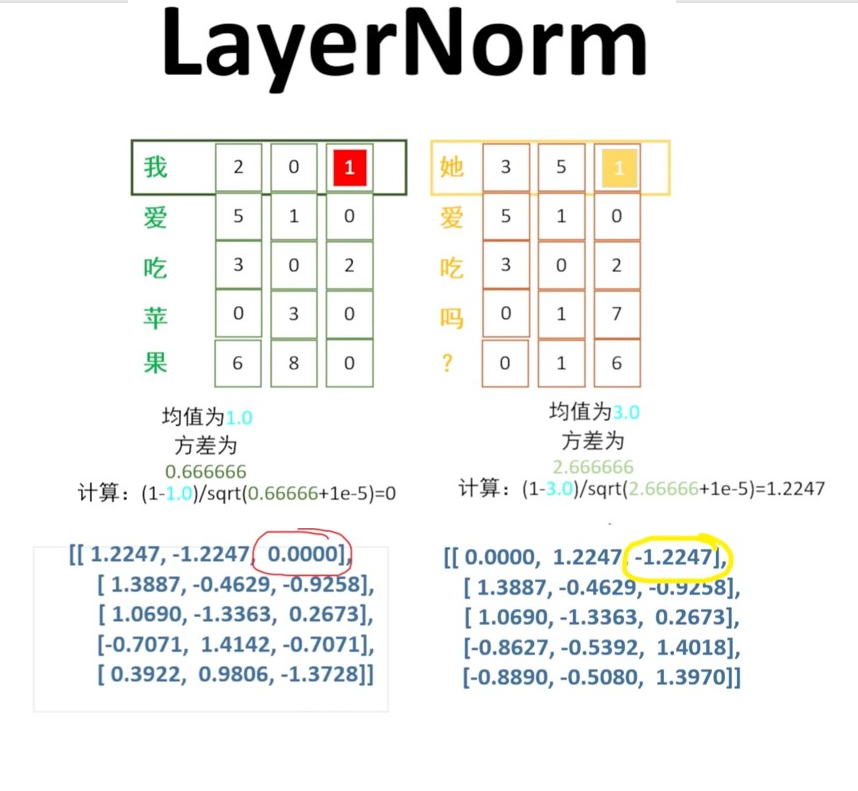 LayerNorm
我 2 0 1
爱 5 1 0
吃 3 0 2
苹 0 3 0
果 6 8 0
均值为1.0
方差为
0.666666
计算：(1-1.0)/sqrt(0.66666+1e-5)=0
[[ 1.2247, -1.2247, 0.0000],
[ 1.3887, -0.4629, -0.9258],
[ 1.0690, -1.3363, 0.2673],
[-0.7071, 1.4142, -0.7071],
[ 0.3922, 0.9806, -1.3728]]
她 3 5 1
爱 5 1 0
吃 3 0 2
吗 0 1 7
? 0 1 6
均值为3.0
方差为
2.666666
计算：(1-3.0)/sqrt(2.66666+1e-5)=1.2247
[[ 0.0000, 1.2247, -1.2247],
[ 1.3887, -0.4629, -0.9258],
[ 1.0690, -1.3363, 0.2673],
[-0.8627, -0.5392, 1.4018],
[-0.8890, -0.5080, 1.3970]]